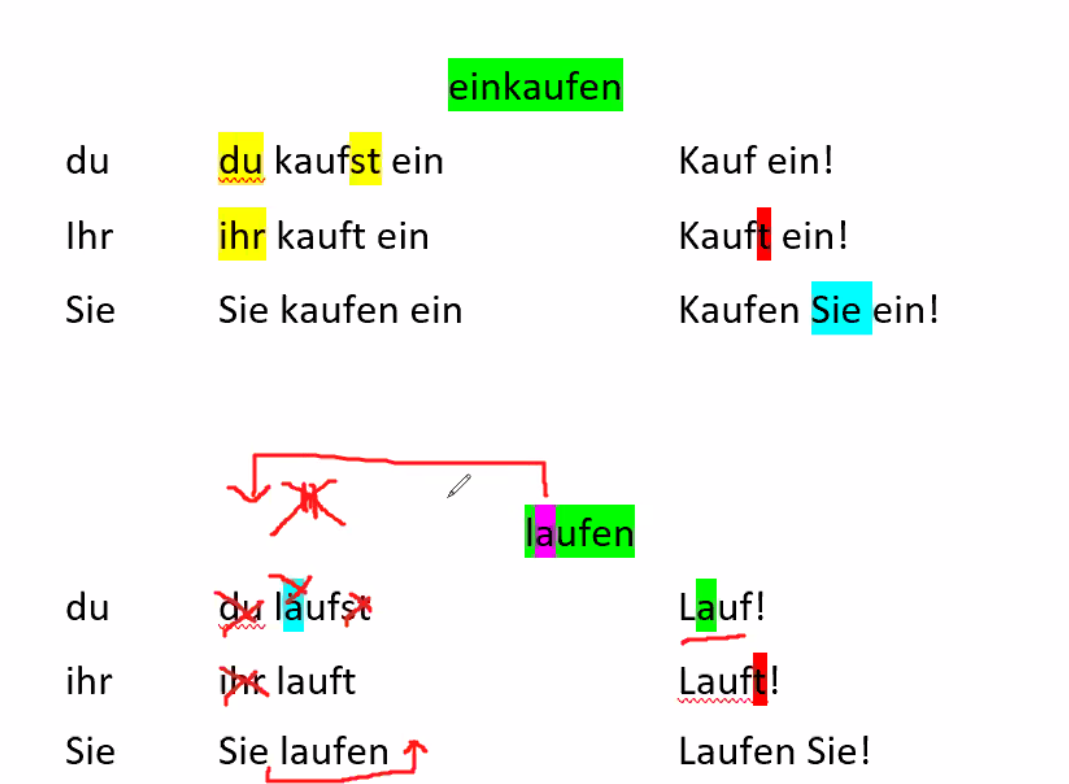 einkaufen
du du kaufst ein Kauf ein!
Ihr ihr kauft ein Kauft ein!
Sie Sie kaufen ein Kaufen Sie ein!
laufen
du du läufst Lauf!
ihr ihr lauft Lauft!
Sie Sie laufen Laufen Sie!